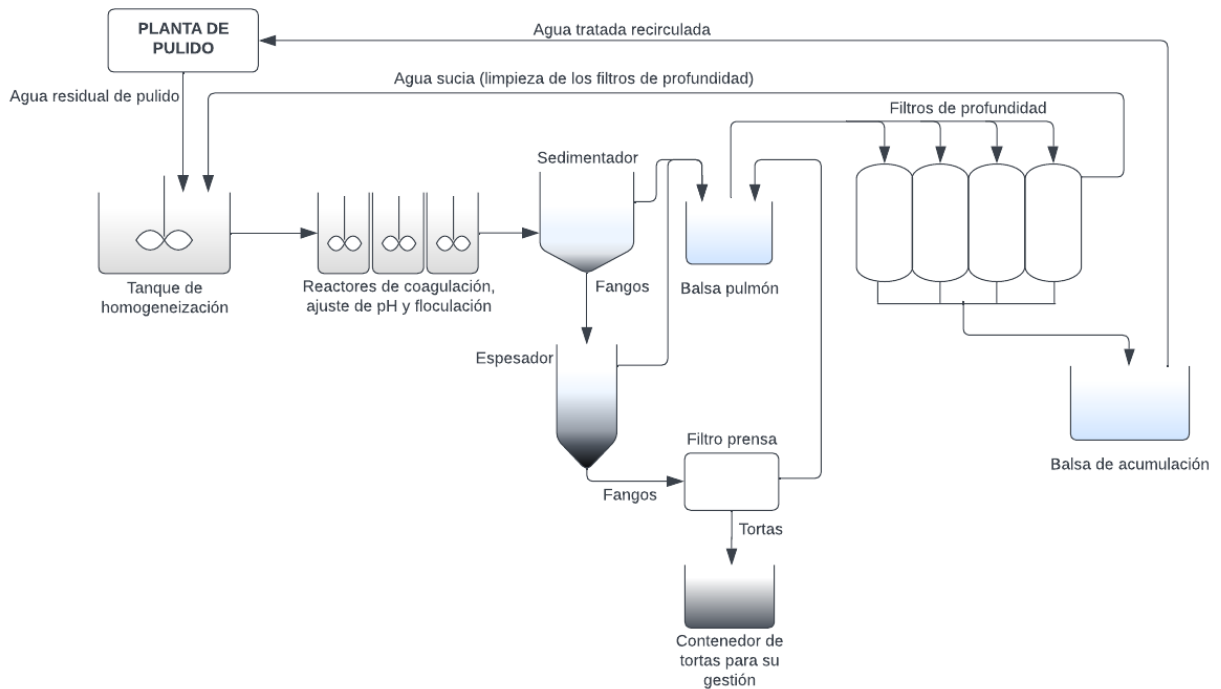 PLANTA DE
PULIDO
Agua tratada recirculada
Agua sucia (limpieza de los filtros de profundidad)
Agua residual de pulido
Filtros de profundidad
Sedimentador
Tanque de
homogeneización
Reactores de coagulación,
ajuste de pH y floculación
Fangos
Balsa pulmón
Espesador
Filtro prensa
Balsa de acumulación
Fangos
Tortas
Contenedor de
tortas para su
gestión